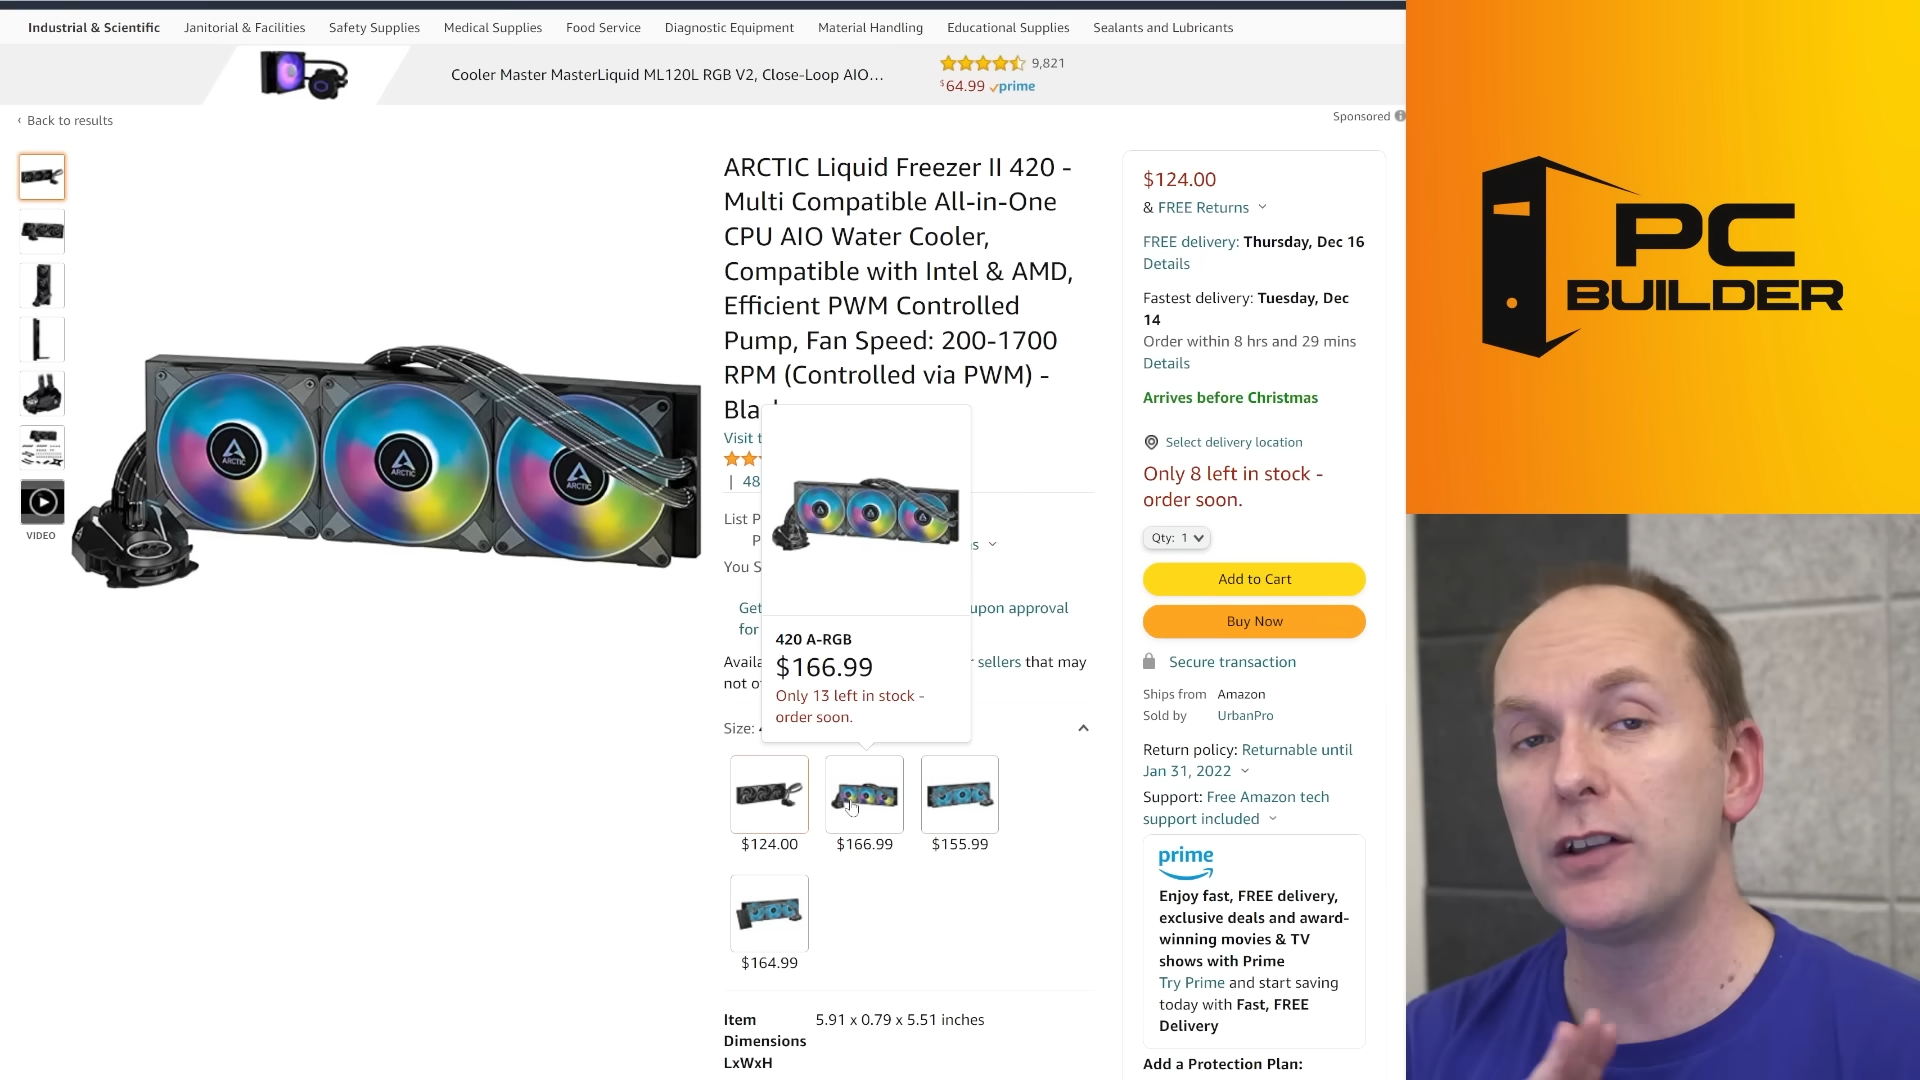 Industrial & Scientific
Janitorial & Facilities
Safety Supplies
Medical Supplies
Food Service
Diagnostic Equipment
Material Handling
Educational Supplies
Sealants and Lubricants
Cooler Master MasterLiquid ML120L RGB V2, Close-Loop AIO…
9,821
$64.99 prime
‹ Back to results
Sponsored
VIDEO
ARCTIC
ARCTIC
ARCTIC
ARCTIC Liquid Freezer II 420 -
Multi Compatible All-in-One
CPU AIO Water Cooler,
Compatible with Intel & AMD,
Efficient PWM Controlled
Pump, Fan Speed: 200-1700
RPM (Controlled via PWM) -
Visit
| 48
List P
You S
Get
upon approval
for
sellers that may
not
420 A-RGB
$166.99
Only 13 left in stock -
order soon.
Size:
$124.00
$166.99
$155.99
$164.99
Item
Dimensions
LxWxH
5.91 x 0.79 x 5.51 inches
$124.00
& FREE Returns
FREE delivery: Thursday, Dec 16
Details
Fastest delivery: Tuesday, Dec
14
Order within 8 hrs and 29 mins
Details
Arrives before Christmas
Select delivery location
Only 8 left in stock -
order soon.
Qty: 1
Add to Cart
Buy Now
Secure transaction
Ships from Amazon
Sold by UrbanPro
Return policy: Returnable until
Jan 31, 2022
Support: Free Amazon tech
support included
prime
Enjoy fast, FREE delivery,
exclusive deals and award-
winning movies & TV
shows with Prime
Try Prime and start saving
today with Fast, FREE
Delivery
Add a Protection Plan:
PC
BUILDER